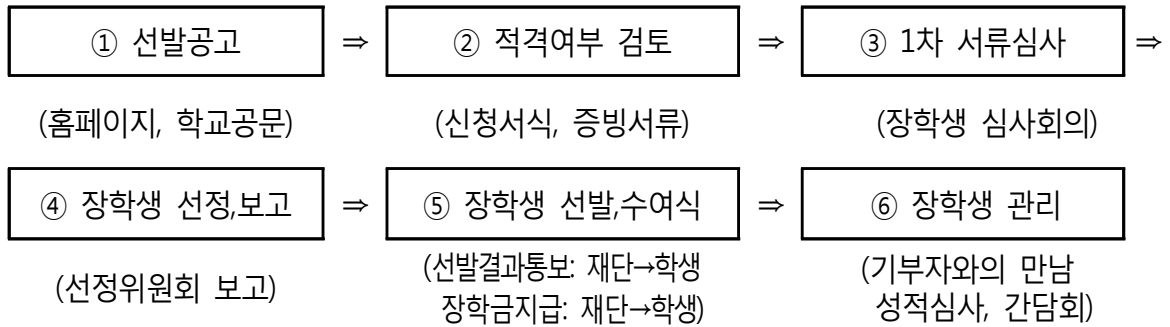 ① 선발공고 ⇒ ② 적격여부 검토 ⇒ ③ 1차 서류심사 ⇒
(홈페이지, 학교공문) (신청서식, 증빙서류) (장학생 심사회의)
④ 장학생 선정,보고 ⇒ ⑤ 장학생 선발,수여식 ⇒ ⑥ 장학생 관리
(선정위원회 보고) (선발결과통보: 재단→학생 (기부자와의 만남
장학금지급: 재단→학생) 성적심사, 간담회)